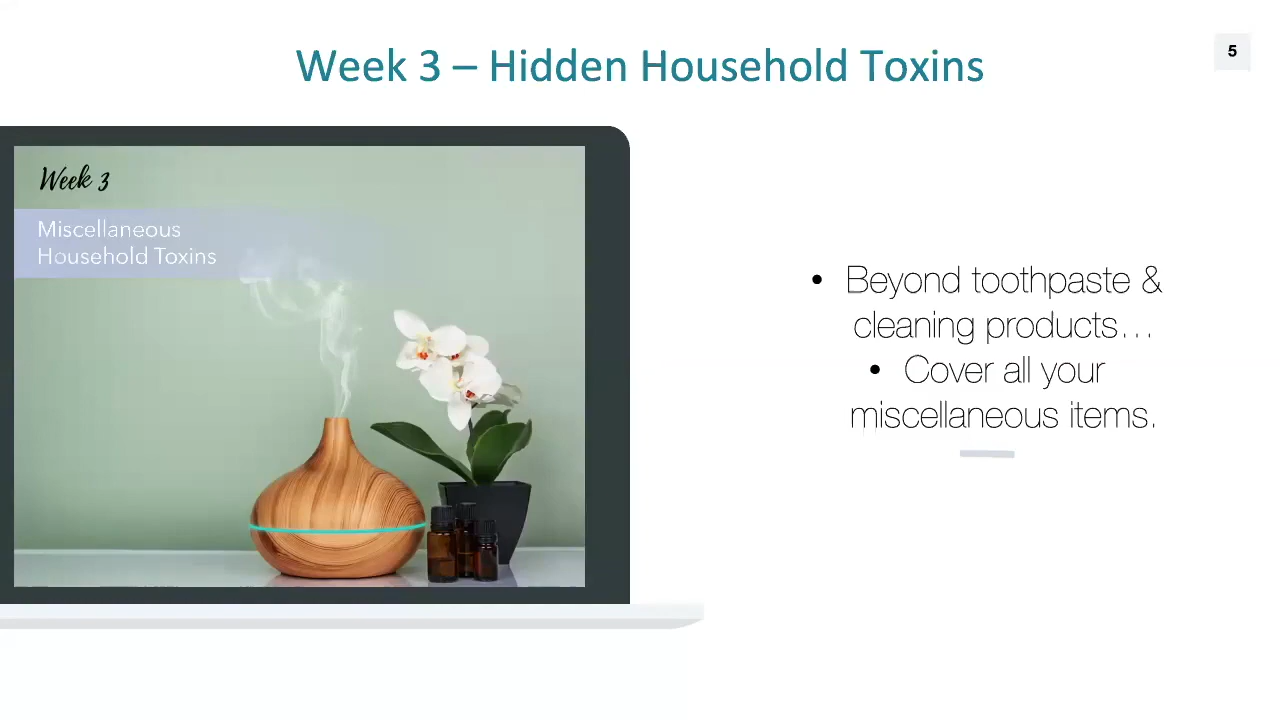 Week 3 – Hidden Household Toxins
5
Week 3
Miscellaneous
Household Toxins
• Beyond toothpaste &
cleaning products…
• Cover all your
miscellaneous items.